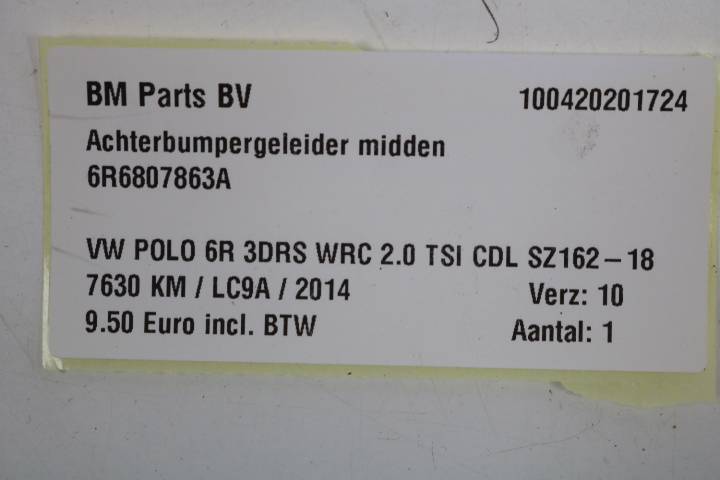 BM Parts BV 100420201724
Achterbumpergeleider midden
6R6807863A
VW POLO 6R 3DRS WRC 2.0 TSI CDL SZ162-18
7630 KM / LC9A / 2014 Verz: 10
9.50 Euro incl. BTW Aantal: 1